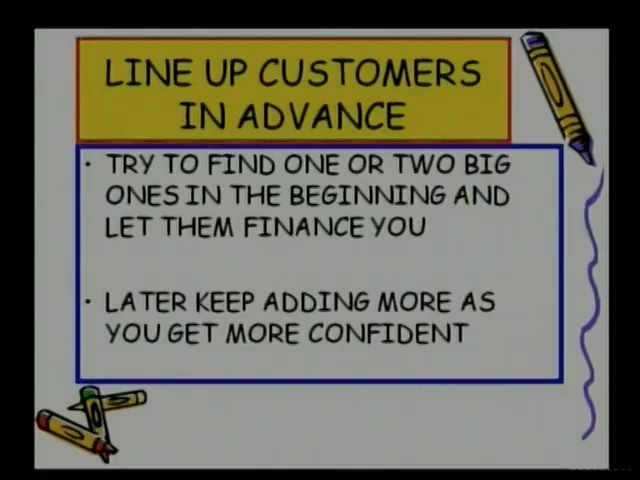 LINE UP CUSTOMERS
IN ADVANCE
• TRY TO FIND ONE OR TWO BIG
ONES IN THE BEGINNING AND
LET THEM FINANCE YOU
• LATER KEEP ADDING MORE AS
YOU GET MORE CONFIDENT